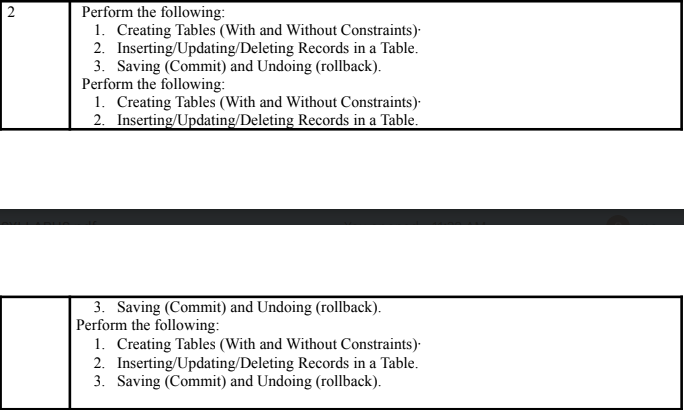 2
Perform the following:
1. Creating Tables (With and Without Constraints)·
2. Inserting/Updating/Deleting Records in a Table.
3. Saving (Commit) and Undoing (rollback).
Perform the following:
1. Creating Tables (With and Without Constraints)·
2. Inserting/Updating/Deleting Records in a Table.
3. Saving (Commit) and Undoing (rollback).
Perform the following:
1. Creating Tables (With and Without Constraints)·
2. Inserting/Updating/Deleting Records in a Table.
3. Saving (Commit) and Undoing (rollback).